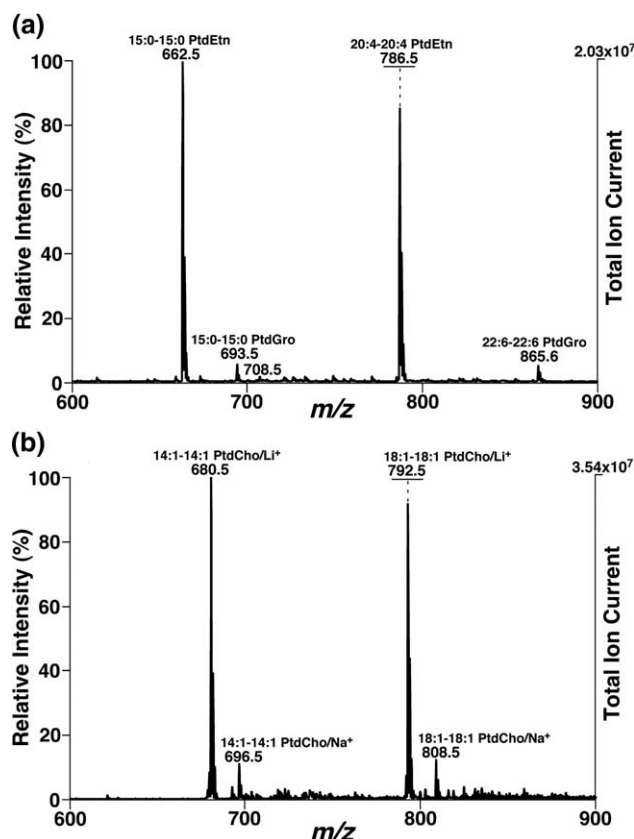 (a)
15:0-15:0 PtdEtn
662.5
20:4-20:4 PtdEtn
786.5
2.03x10⁷
100
80
60
40
20
0
Relative Intensity (%)
Total Ion Current
15:0-15:0 PtdGro
693.5
708.5
22:6-22:6 PtdGro
865.6
600
700
800
900
m/z
(b)
14:1-14:1 PtdCho/Li⁺
680.5
18:1-18:1 PtdCho/Li⁺
792.5
3.54x10⁷
100
80
60
40
20
0
Relative Intensity (%)
Total Ion Current
14:1-14:1 PtdCho/Na⁺
696.5
18:1-18:1 PtdCho/Na⁺
808.5
600
700
800
900
m/z